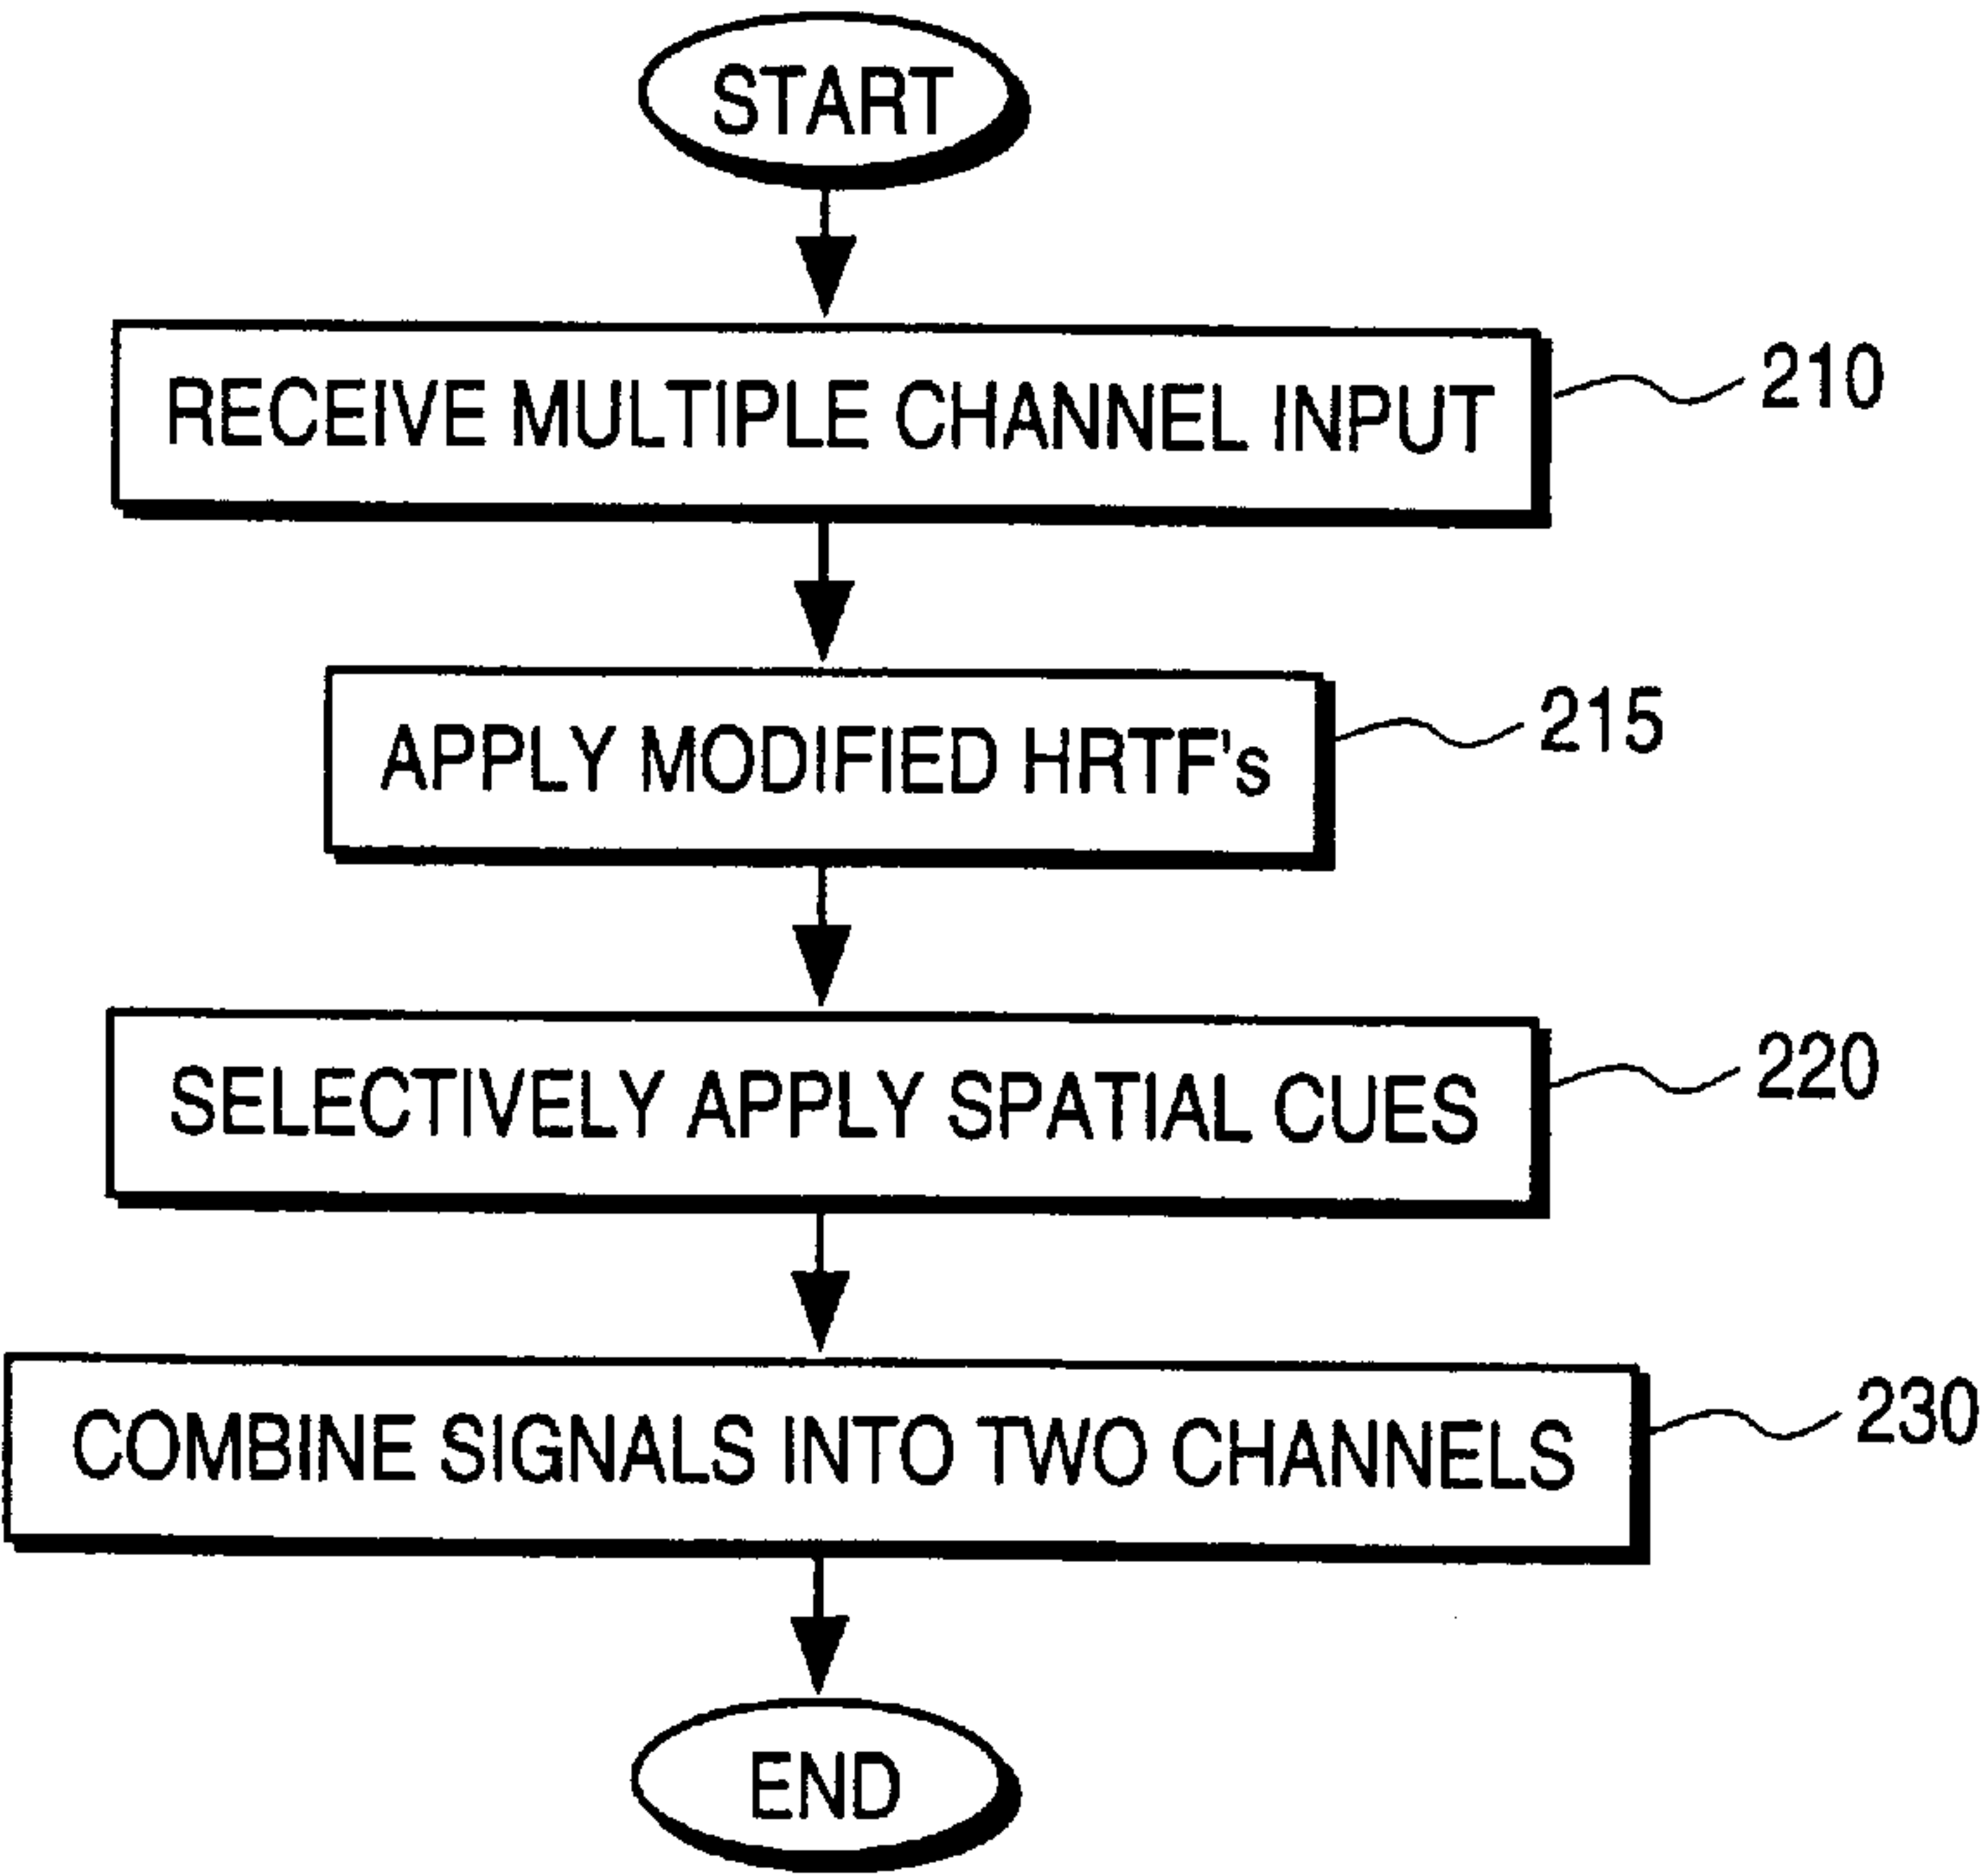 START
RECEIVE MULTIPLE CHANNEL INPUT
210
APPLY MODIFIED HRTF's
215
SELECTIVELY APPLY SPATIAL CUES
220
COMBINE SIGNALS INTO TWO CHANNELS
230
END